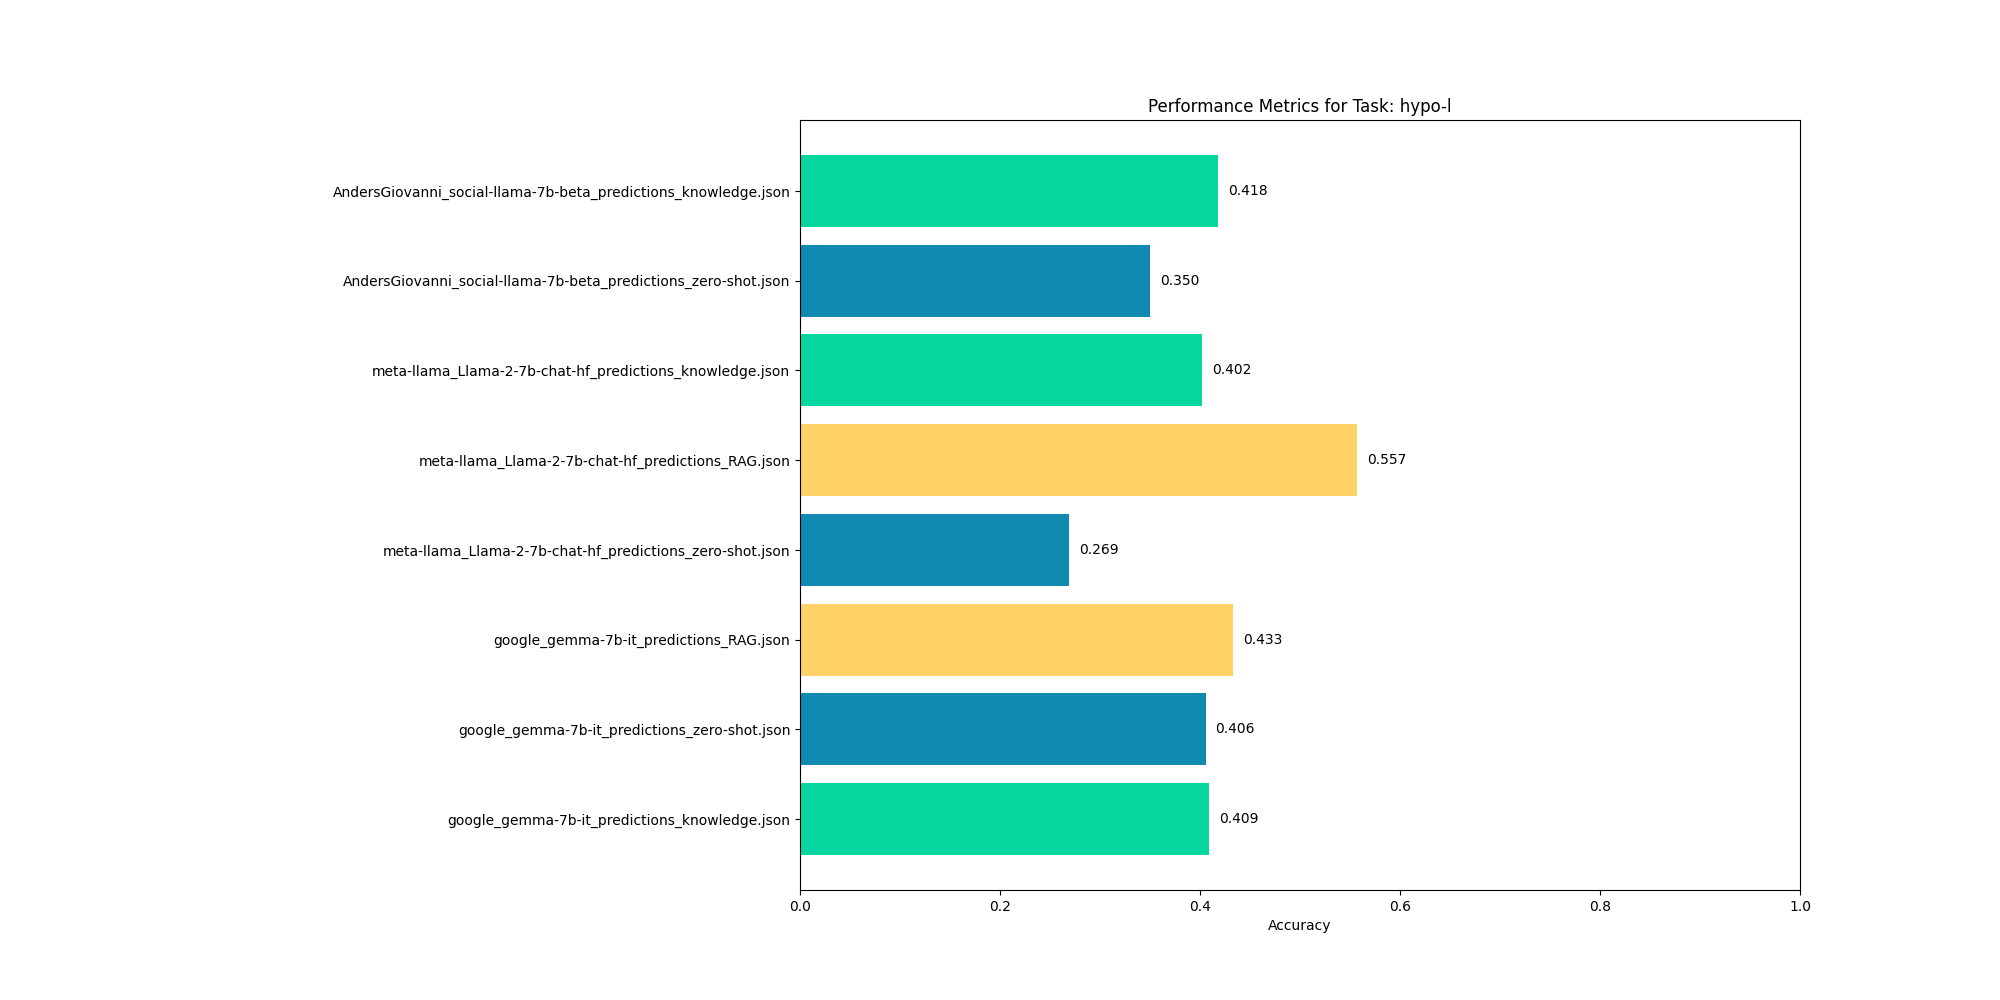 Performance Metrics for Task: hypo-l
AndersGiovanni_social-llama-7b-beta_predictions_knowledge.json
0.418
AndersGiovanni_social-llama-7b-beta_predictions_zero-shot.json
0.350
meta-llama_Llama-2-7b-chat-hf_predictions_knowledge.json
0.402
meta-llama_Llama-2-7b-chat-hf_predictions_RAG.json
0.557
meta-llama_Llama-2-7b-chat-hf_predictions_zero-shot.json
0.269
google_gemma-7b-it_predictions_RAG.json
0.433
google_gemma-7b-it_predictions_zero-shot.json
0.406
google_gemma-7b-it_predictions_knowledge.json
0.409
0.0 0.2 0.4 0.6 0.8 1.0
Accuracy